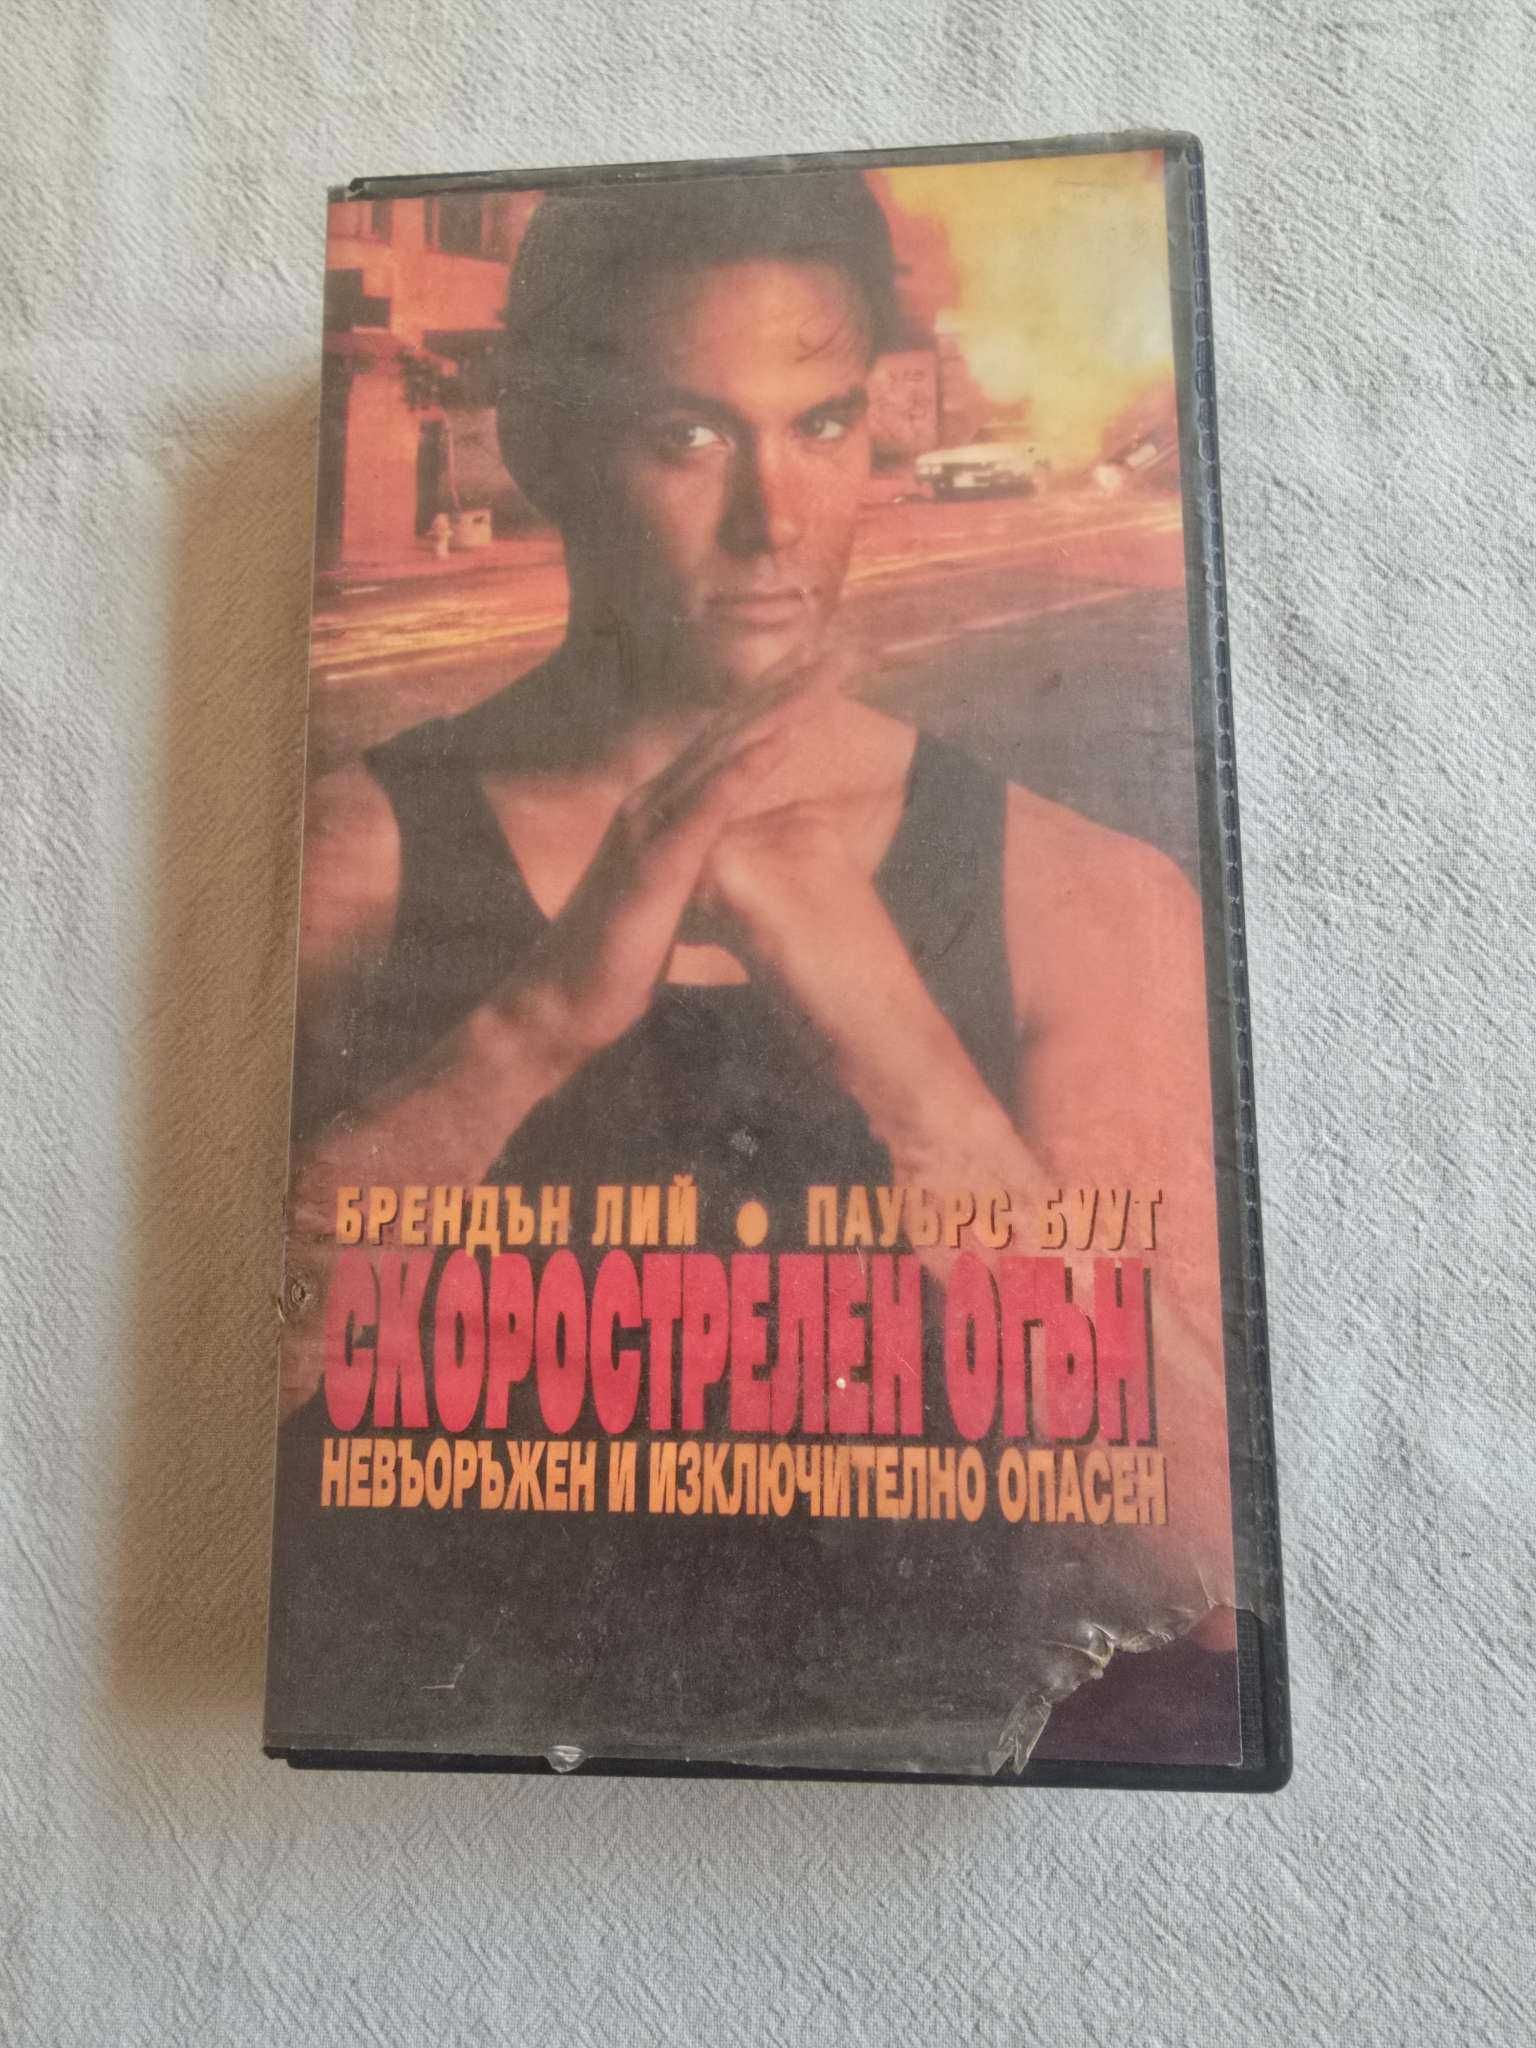 БРЕНДЪН ЛИЙ • ПАУЪРС БУУТ
СКОРОСТРЕЛЕН ОГЪН
НЕВЪОРЪЖЕН И ИЗКЛЮЧИТЕЛНО ОПАСЕН